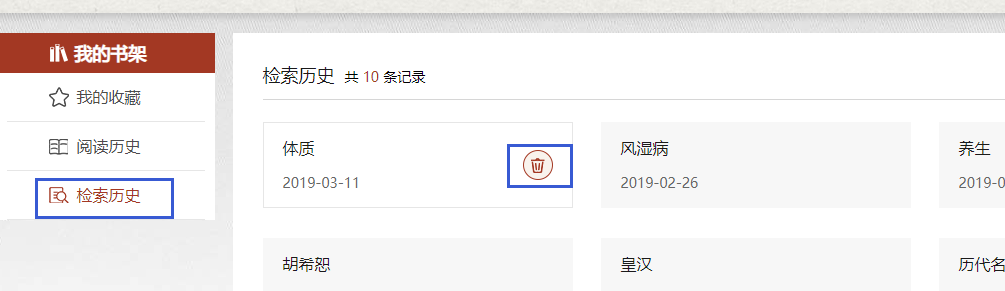 我的书架
我的收藏
阅读历史
检索历史
检索历史 共 10 条记录
体质
2019-03-11
风湿病
2019-02-26
养生
2019-0
胡希恕
皇汉
历代名